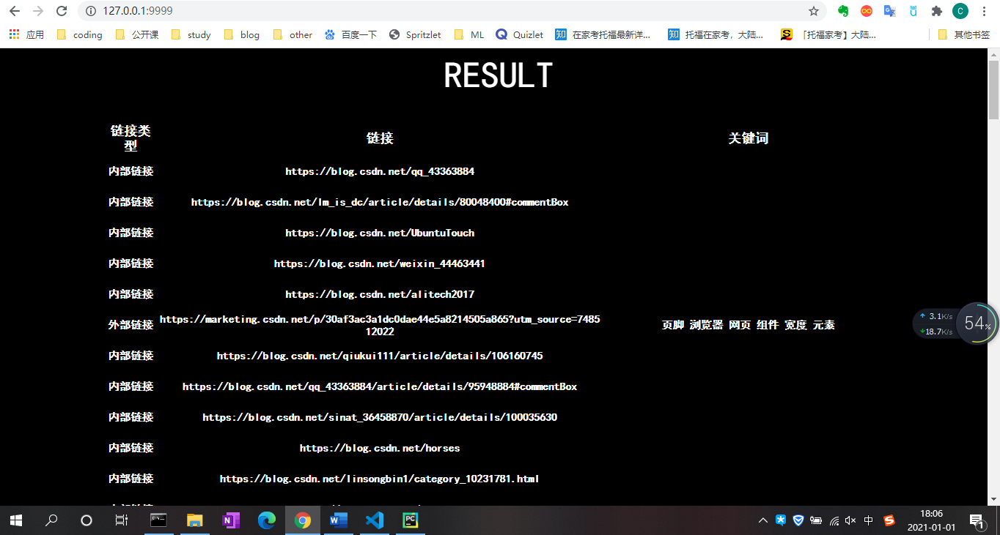 127.0.0.1:9999
C
应用 coding 公开课 study blog other 百度一下 Spritzlet ML Quizlet 知 在家考托福最新详... 知 托福在家考，大陆... 「托福家考】大陆... 其他书签
RESULT
链接类型 链接 关键词
内部链接 https://blog.csdn.net/qq_43363884
内部链接 https://blog.csdn.net/lm_is_dc/article/details/80048400#commentBox
内部链接 https://blog.csdn.net/UbuntuTouch
内部链接 https://blog.csdn.net/weixin_44463441
内部链接 https://blog.csdn.net/alitech2017
外部链接 https://marketing.csdn.net/p/30af3ac3a1dc0dae44e5a8214505a865?utm_source=748512022 页脚 浏览器 网页 组件 宽度 元素
3.1K/s
18.7K/s
54%
内部链接 https://blog.csdn.net/qiukui111/article/details/106160745
内部链接 https://blog.csdn.net/qq_43363884/article/details/95948884#commentBox
内部链接 https://blog.csdn.net/sinat_36458870/article/details/100035630
内部链接 https://blog.csdn.net/horses
内部链接 https://blog.csdn.net/linsongbin1/category_10231781.html
中
18:06
2021-01-01
1